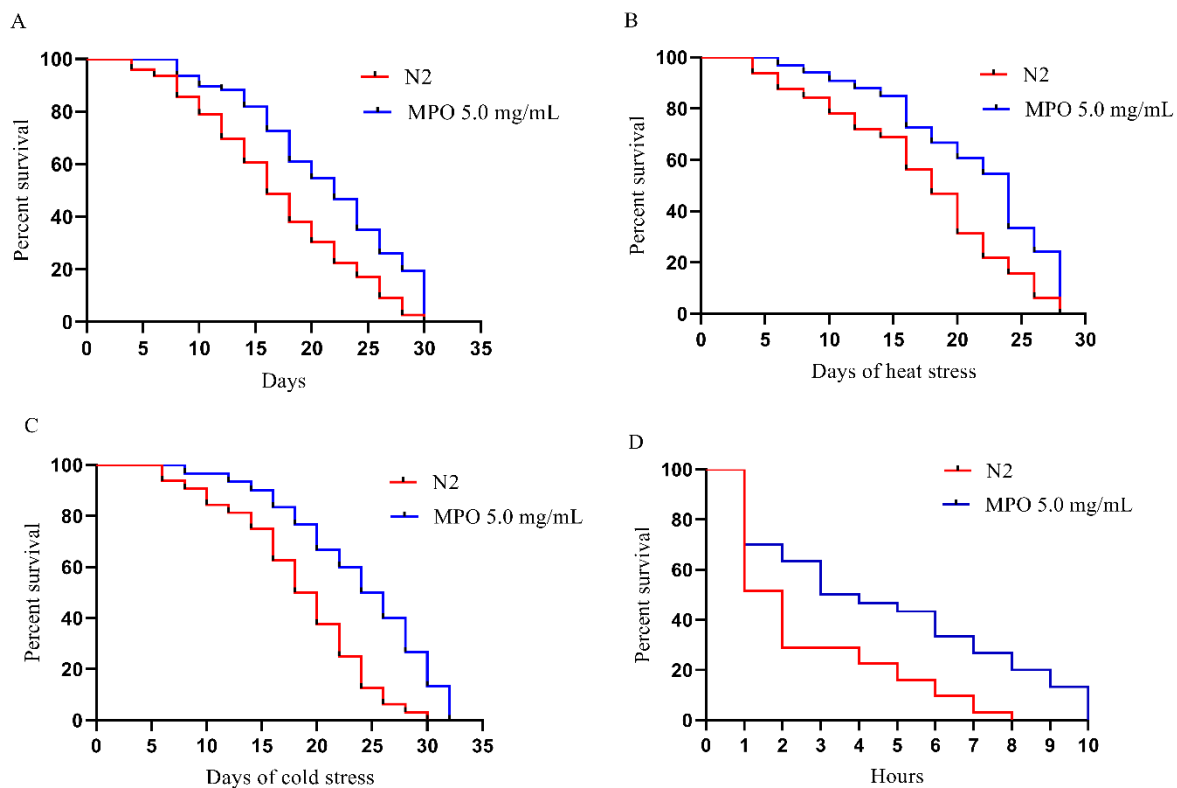 A
100
80
60
40
20
0
Percent survival
N2
MPO 5.0 mg/mL
0 5 10 15 20 25 30 35
Days
B
100
80
60
40
20
0
Percent survival
N2
MPO 5.0 mg/mL
0 5 10 15 20 25 30
Days of heat stress
C
100
80
60
40
20
0
Percent survival
N2
MPO 5.0 mg/mL
0 5 10 15 20 25 30 35
Days of cold stress
D
100
80
60
40
20
0
Percent survival
N2
MPO 5.0 mg/mL
0 1 2 3 4 5 6 7 8 9 10
Hours